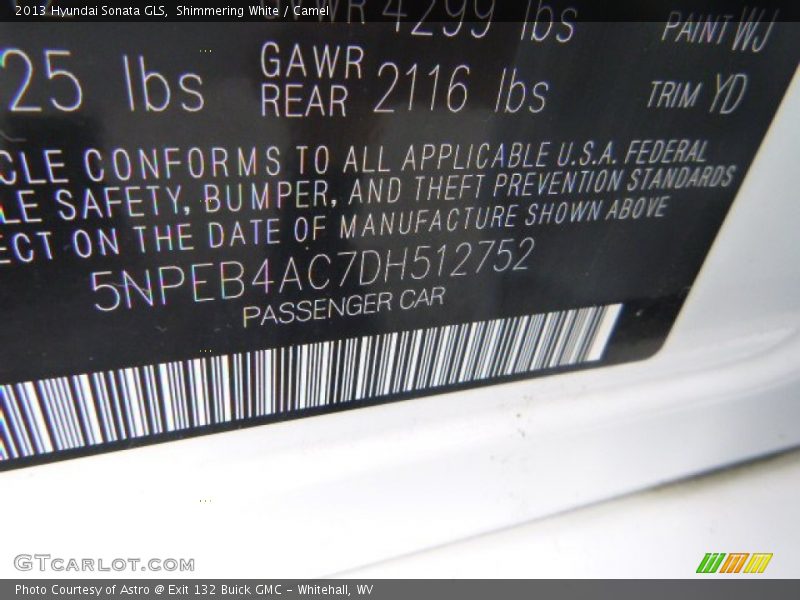 2013 Hyundai Sonata GLS,  Shimmering White / Camel
4299 lbs
PAINT WJ
25 lbs
GAWR
REAR 2116 lbs
TRIM YD
CLE CONFORMS TO ALL APPLICABLE U.S.A. FEDERAL
LE SAFETY, BUMPER, AND THEFT PREVENTION STANDARDS
ECT ON THE DATE OF MANUFACTURE SHOWN ABOVE
5NPEB4AC7DH512752
PASSENGER CAR
GTCARLOT.COM
Photo Courtesy of Astro @ Exit 132 Buick GMC - Whitehall, WV